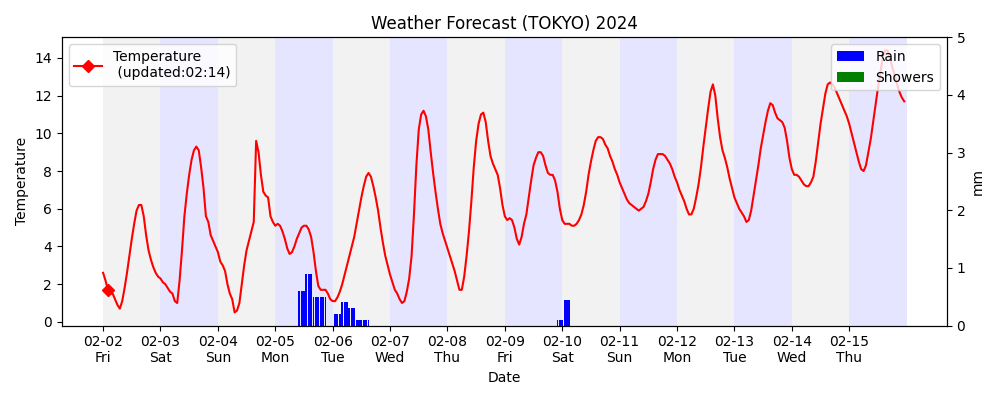 Weather Forecast (TOKYO) 2024
Temperature
(updated:02:14)
Rain
Showers
Temperature
14
12
10
8
6
4
2
0
5
4
3
2
1
0
mm
02-02 02-03 02-04 02-05 02-06 02-07 02-08 02-09 02-10 02-11 02-12 02-13 02-14 02-15
Fri Sat Sun Mon Tue Wed Thu Fri Sat Sun Mon Tue Wed Thu
Date